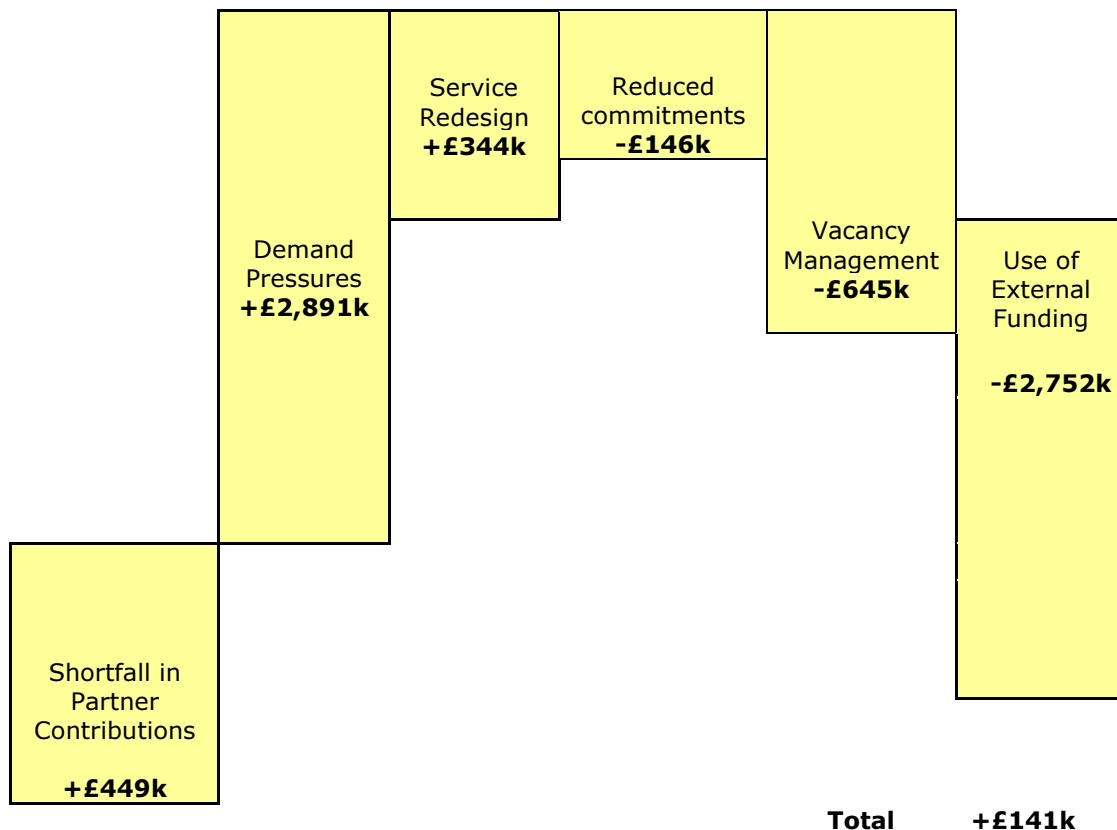 Service
Redesign
+£344k
Reduced
commitments
-£146k
Demand
Pressures
+£2,891k
Vacancy
Management
-£645k
Use of
External
Funding
-£2,752k
Shortfall in
Partner
Contributions
+£449k
Total +£141k